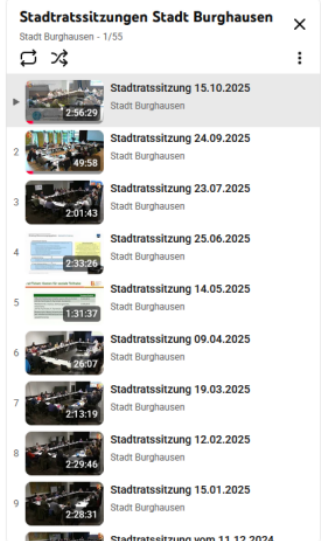 Stadtratssitzungen Stadt Burghausen
Stadt Burghausen - 1/55
Stadtratssitzung 15.10.2025
Stadt Burghausen
2:56:29
2
Stadtratssitzung 24.09.2025
Stadt Burghausen
49:58
3
Stadtratssitzung 23.07.2025
Stadt Burghausen
2:01:43
4
Stadtratssitzung 25.06.2025
Stadt Burghausen
2:33:26
5
Stadtratssitzung 14.05.2025
Stadt Burghausen
1:31:37
6
Stadtratssitzung 09.04.2025
Stadt Burghausen
26:07
7
Stadtratssitzung 19.03.2025
Stadt Burghausen
2:13:19
8
Stadtratssitzung 12.02.2025
Stadt Burghausen
2:29:46
9
Stadtratssitzung 15.01.2025
Stadt Burghausen
2:28:31
Stadtratssitzung vom 11.12.2024